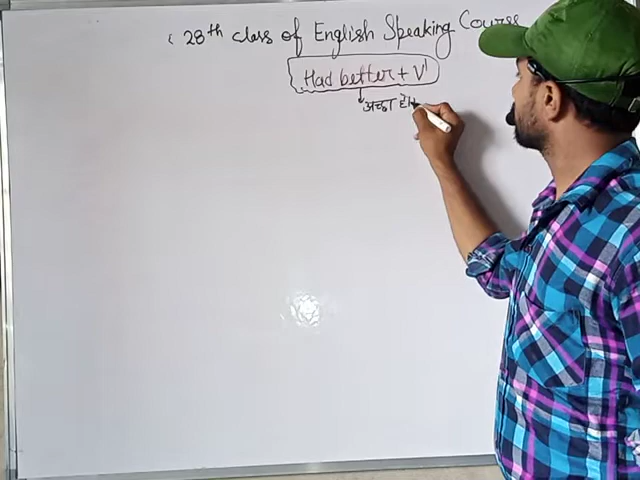 28th class of English Speaking Course
Had better + V¹
अच्छा हो